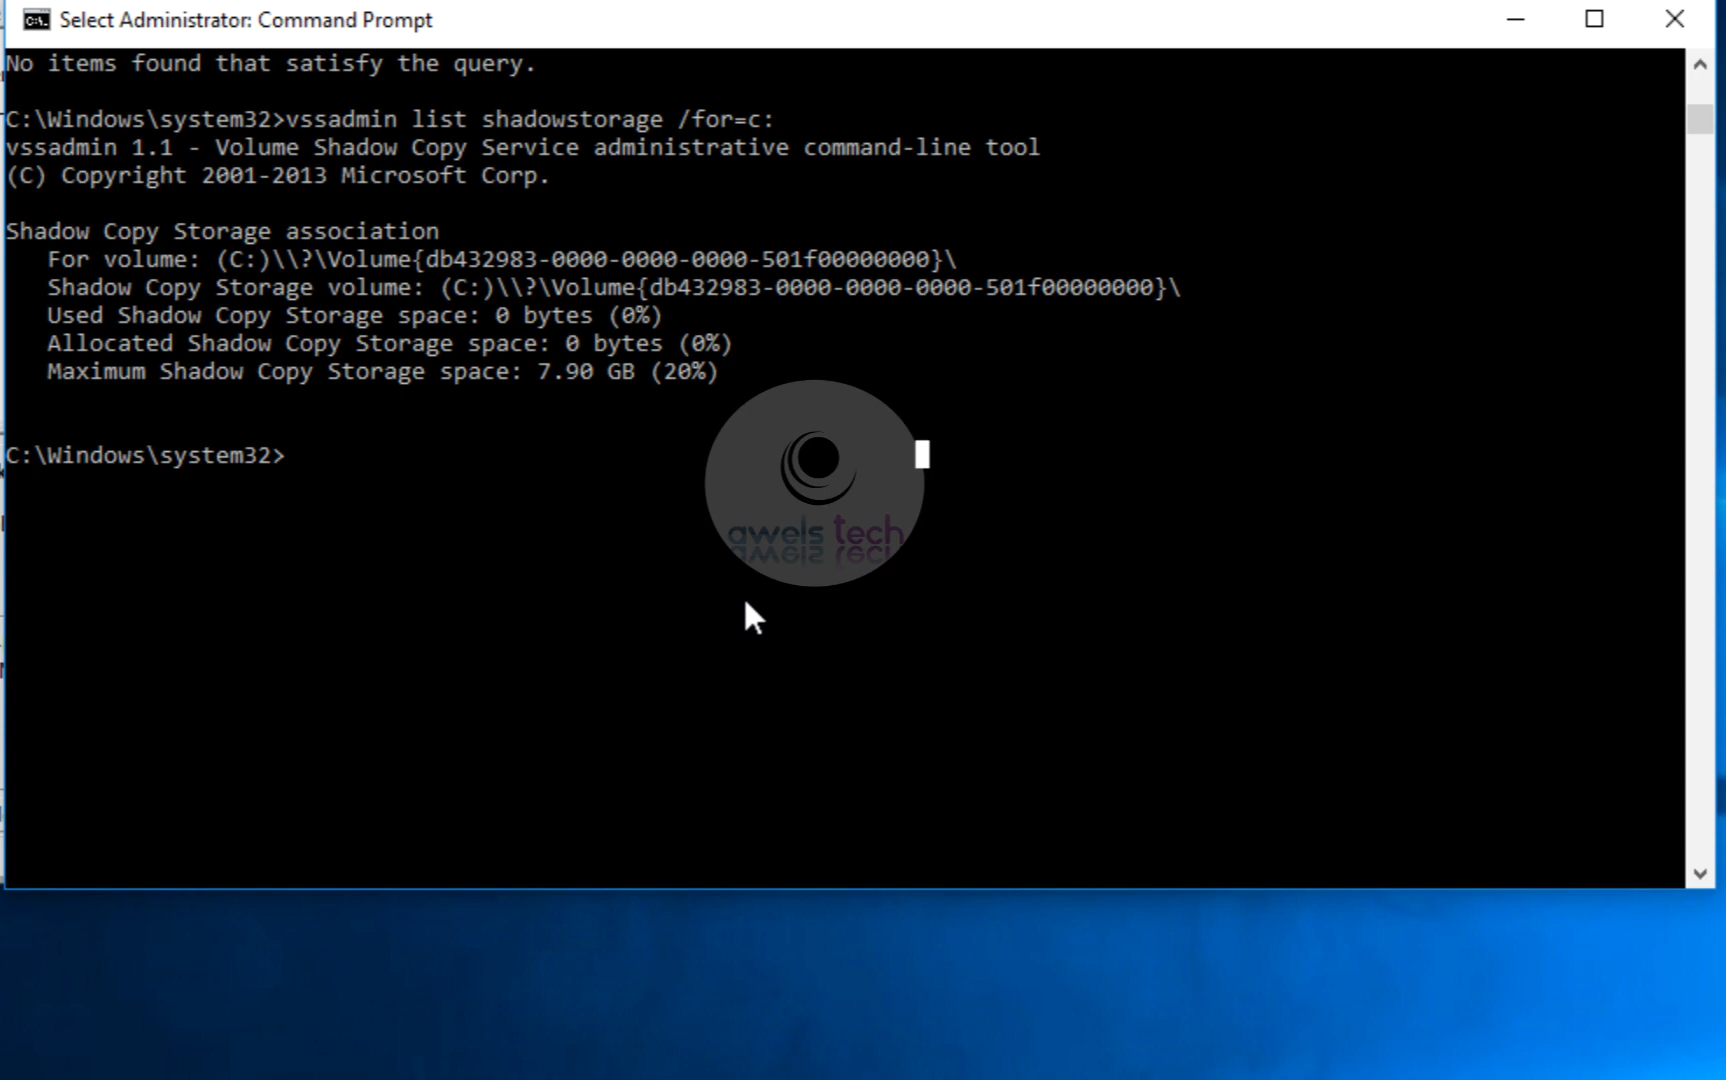 Select Administrator: Command Prompt
No items found that satisfy the query.
C:\Windows\system32>vssadmin list shadowstorage /for=c:
vssadmin 1.1 - Volume Shadow Copy Service administrative command-line tool
(C) Copyright 2001-2013 Microsoft Corp.
Shadow Copy Storage association
For volume: (C:)\\?\Volume{db432983-0000-0000-0000-501f00000000}\
Shadow Copy Storage volume: (C:)\\?\Volume{db432983-0000-0000-0000-501f00000000}\
Used Shadow Copy Storage space: 0 bytes (0%)
Allocated Shadow Copy Storage space: 0 bytes (0%)
Maximum Shadow Copy Storage space: 7.90 GB (20%)
C:\Windows\system32>
awels tech